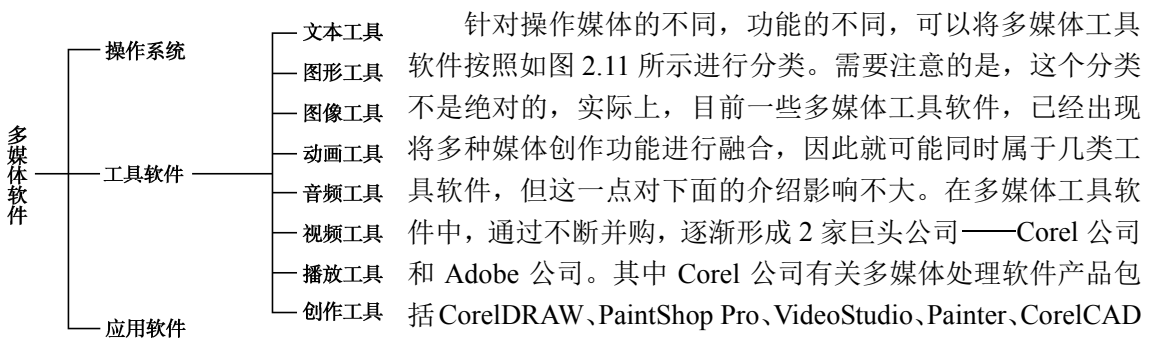 多媒体软件
操作系统
工具软件
应用软件
文本工具
图形工具
图像工具
动画工具
音频工具
视频工具
播放工具
创作工具
针对操作媒体的不同，功能的不同，可以将多媒体工具
软件按照如图 2.11 所示进行分类。需要注意的是，这个分类
不是绝对的，实际上，目前一些多媒体工具软件，已经出现
将多种媒体创作功能进行融合，因此就可能同时属于几类工
具软件，但这一点对下面的介绍影响不大。在多媒体工具软
件中，通过不断并购，逐渐形成 2 家巨头公司——Corel 公司
和 Adobe 公司。其中 Corel 公司有关多媒体处理软件产品包
括 CorelDRAW、PaintShop Pro、VideoStudio、Painter、CorelCAD